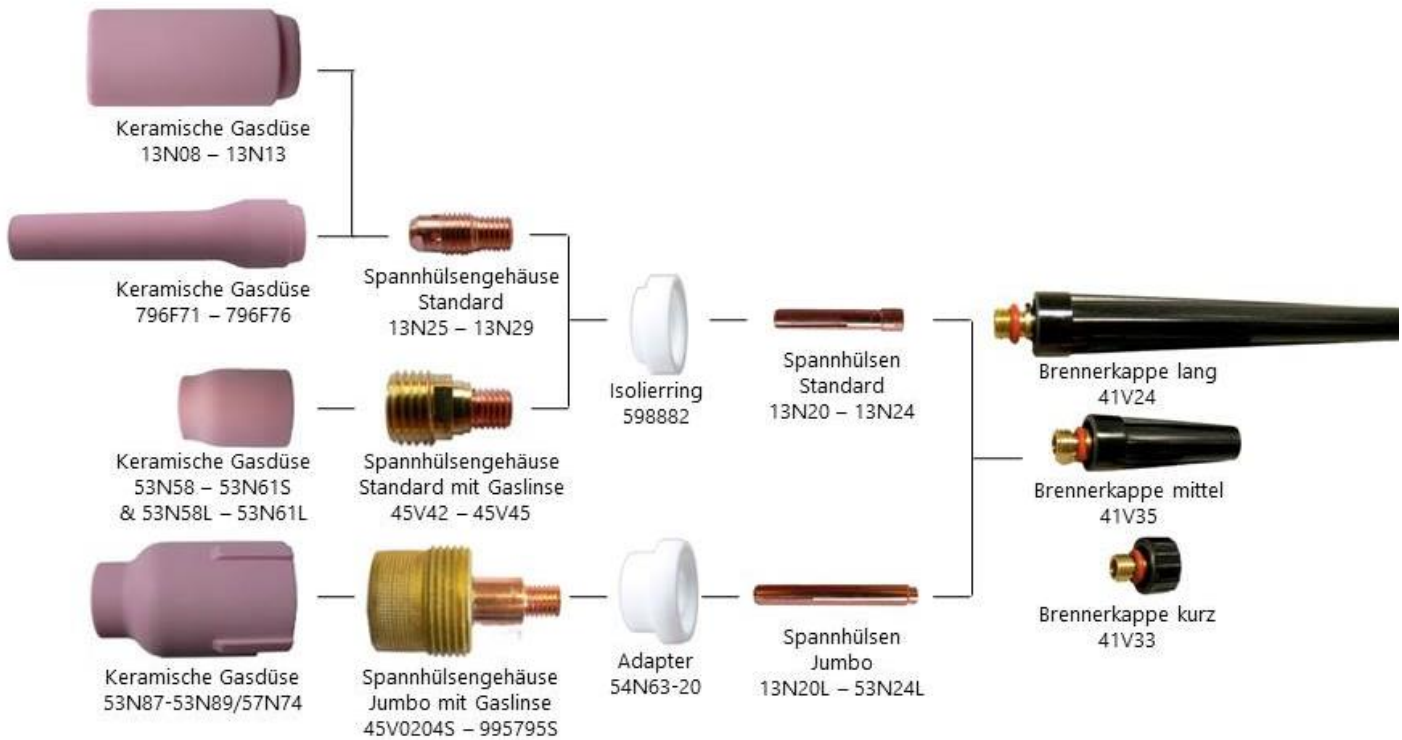 Keramische Gasdüse
13N08 – 13N13
Keramische Gasdüse
796F71 – 796F76
Spannhülsengehäuse
Standard
13N25 – 13N29
Keramische Gasdüse
53N58 – 53N61S
& 53N58L – 53N61L
Spannhülsengehäuse
Standard mit Gaslinse
45V42 – 45V45
Isolierring
598882
Spannhülsen
Standard
13N20 – 13N24
Brennerkappe lang
41V24
Brennerkappe mittel
41V35
Brennerkappe kurz
41V33
Keramische Gasdüse
53N87-53N89/57N74
Spannhülsengehäuse
Jumbo mit Gaslinse
45V0204S – 995795S
Adapter
54N63-20
Spannhülsen
Jumbo
13N20L – 53N24L